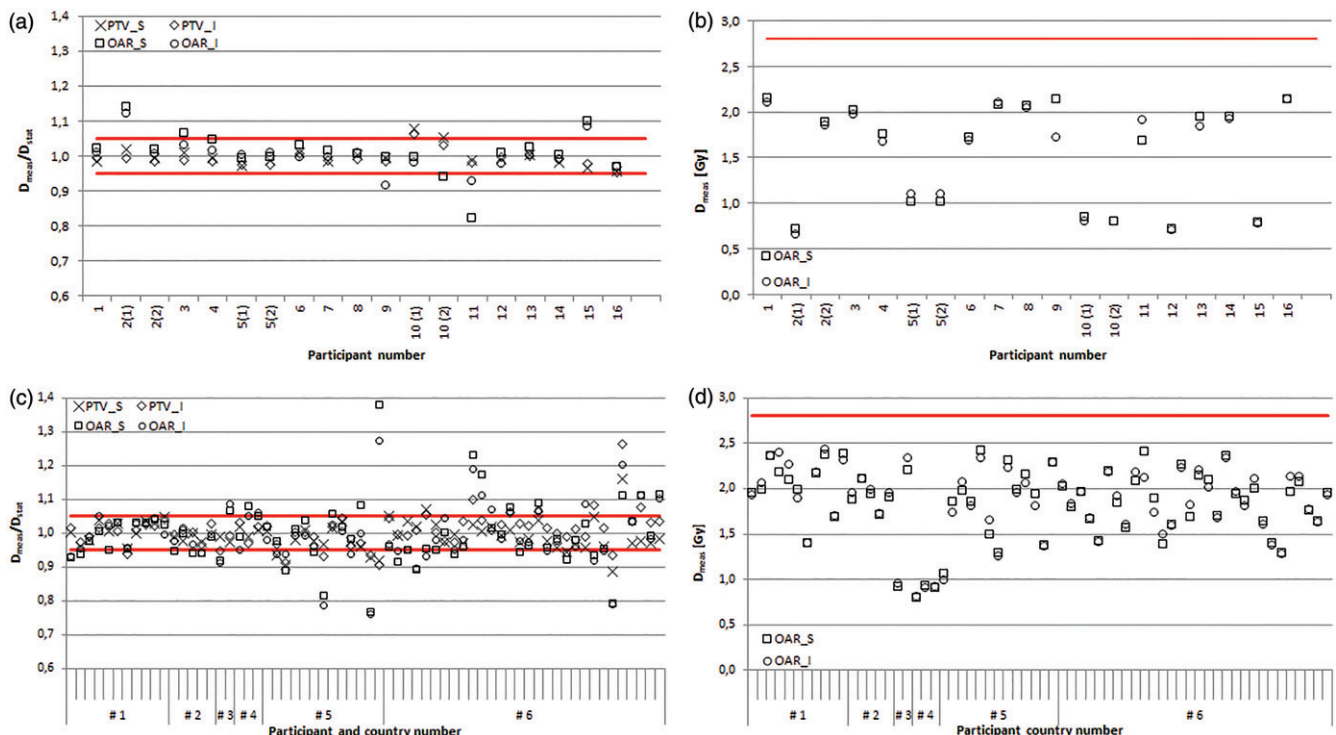 (a)
PTV_S PTV_I
OAR_S OAR_I
1,4
1,3
1,2
1,1
1,0
0,9
0,8
0,7
0,6
Dmeas/Dstat
1 2(1) 2(2) 3 4 5(1) 5(2) 6 7 8 9 10 (1) 10 (2) 11 12 13 14 15 16
Participant number
(b)
3,0
2,5
2,0
1,5
1,0
0,5
0,0
Dmeas [Gy]
OAR_S
OAR_I
1 2(1) 2(2) 3 4 5(1) 5(2) 6 7 8 9 10 (1) 10 (2) 11 12 13 14 15 16
Participant number
(c)
PTV_S PTV_I
OAR_S OAR_I
1,4
1,3
1,2
1,1
1,0
0,9
0,8
0,7
0,6
Dmeas/Dstat
# 1 # 2 # 3 # 4 # 5 # 6
Participant and country number
(d)
3,0
2,5
2,0
1,5
1,0
0,5
0,0
Dmeas [Gy]
OAR_S
OAR_I
# 1 # 2 # 3 # 4 # 5 # 6
Participant country number